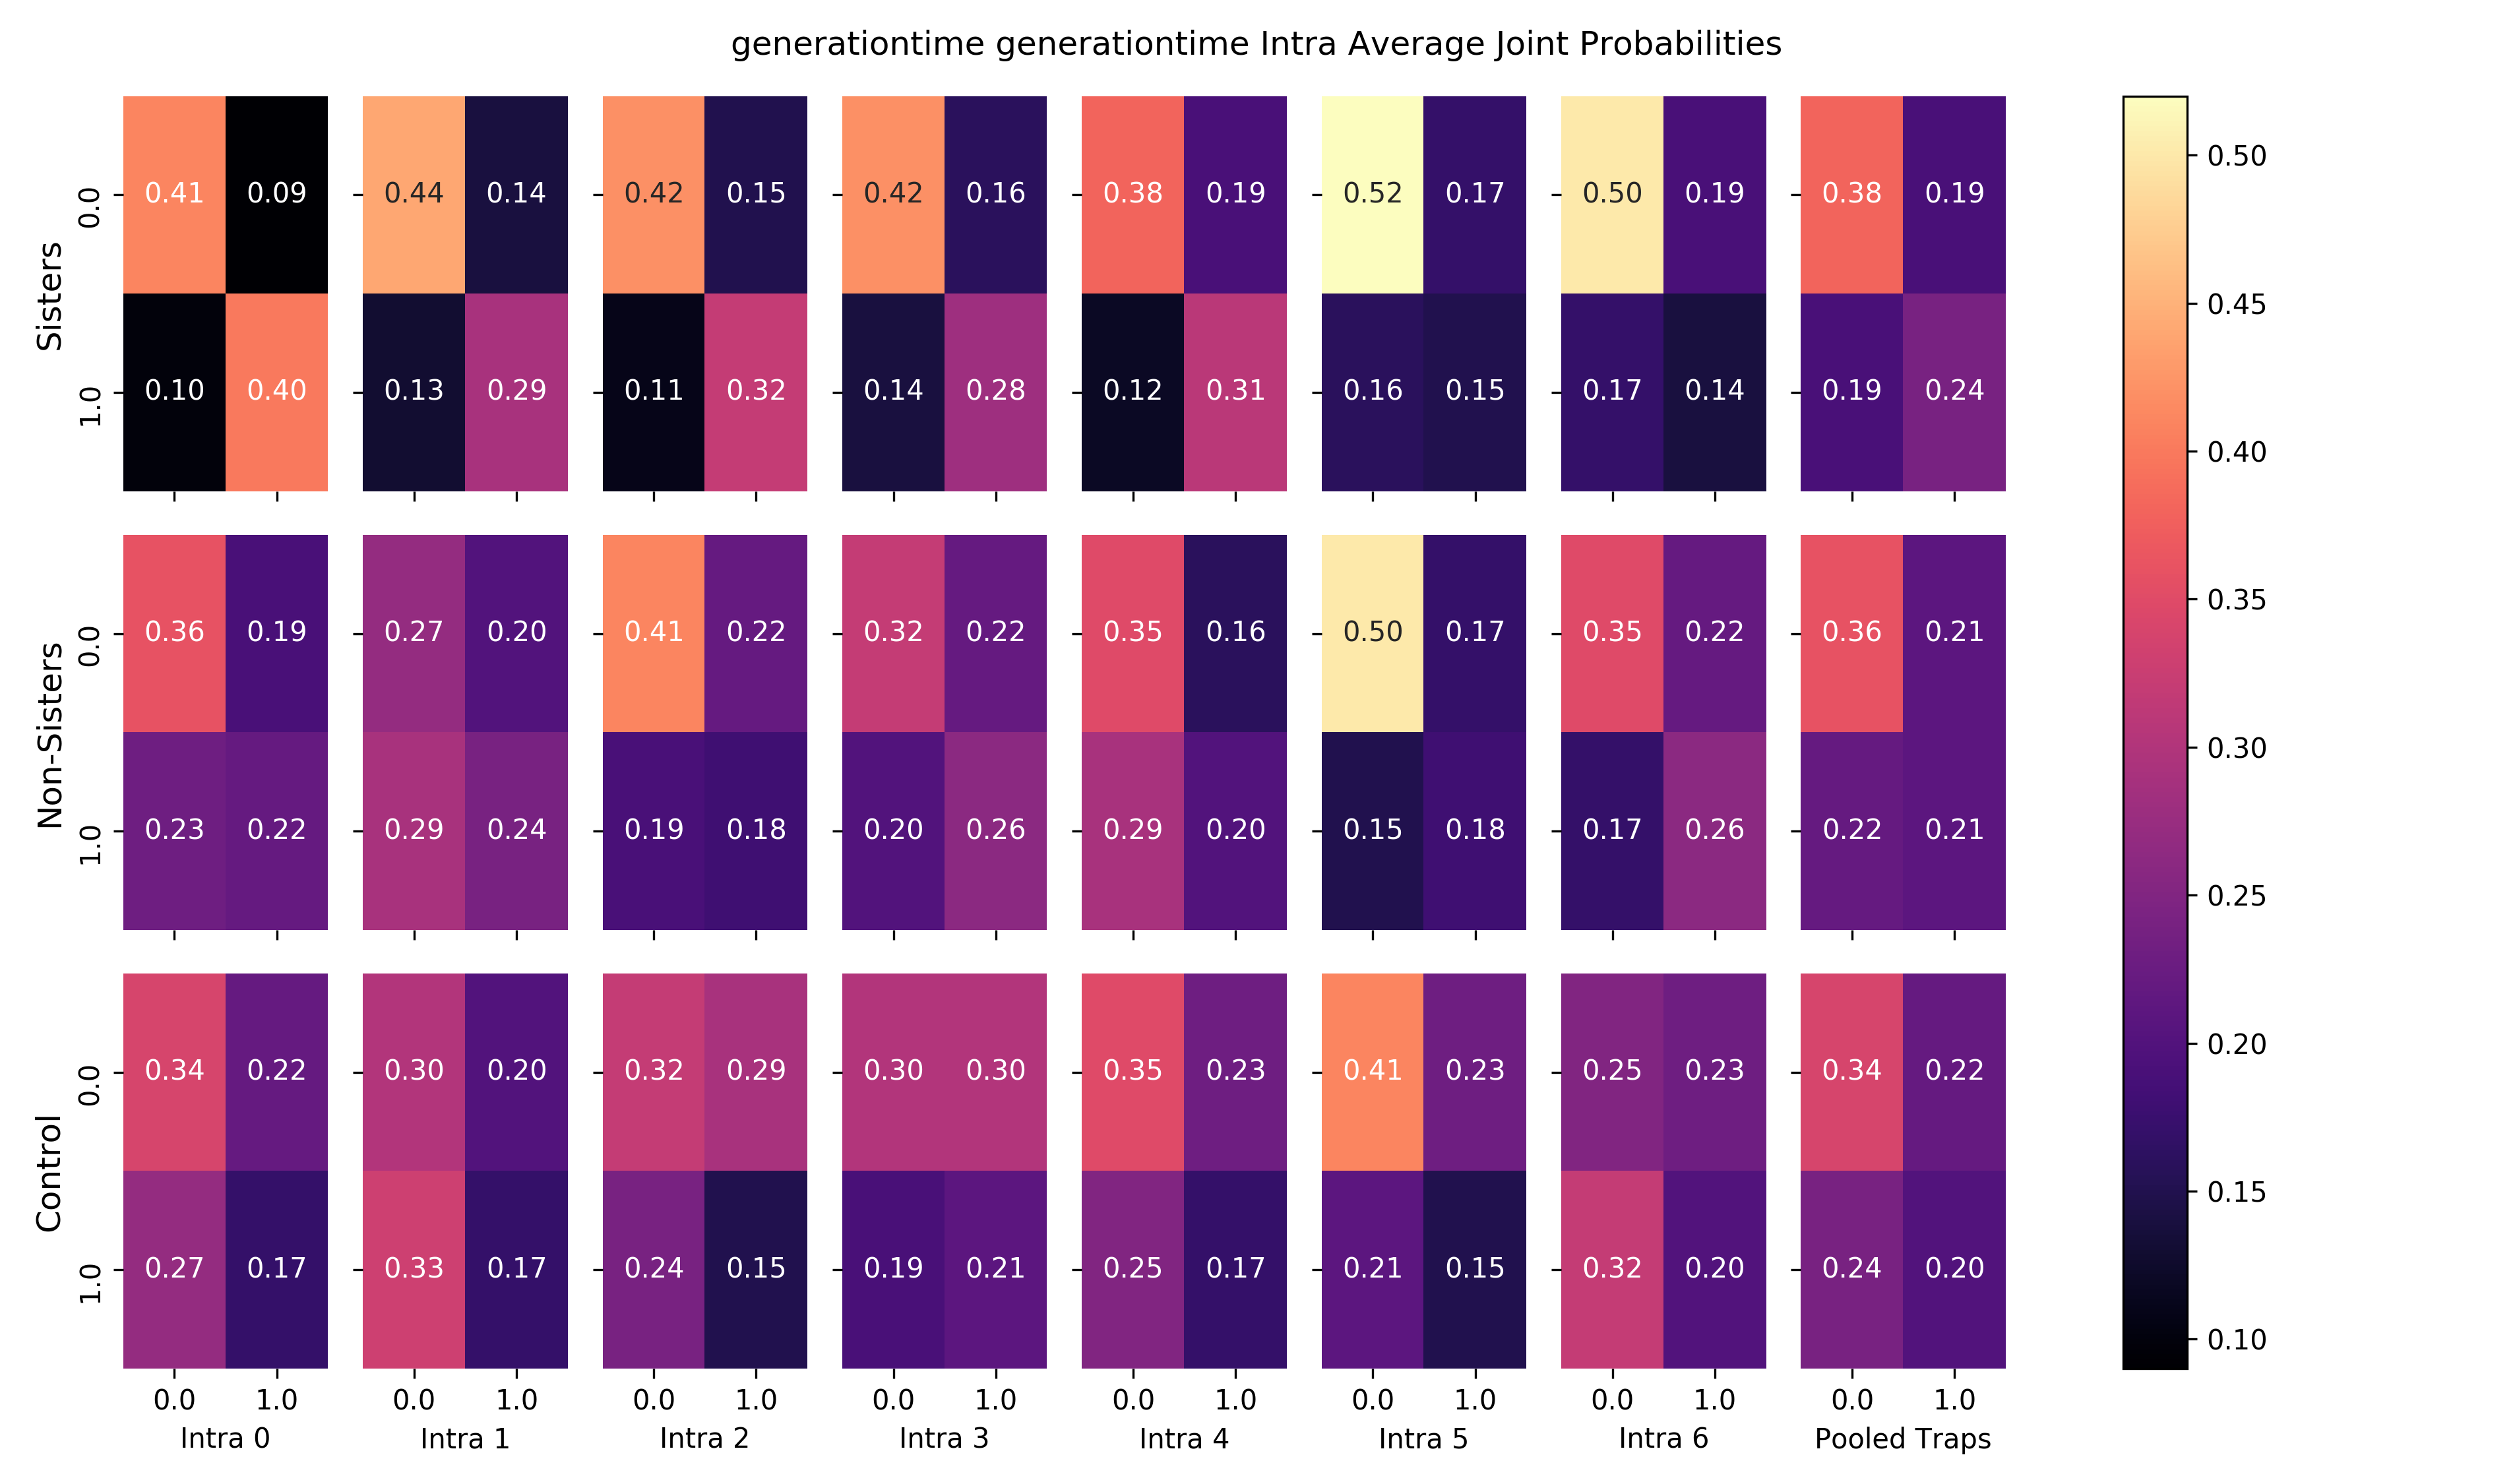 generationtime generationtime Intra Average Joint Probabilities
Sisters
0.0 0.41 0.09 0.44 0.14 0.42 0.15 0.42 0.16 0.38 0.19 0.52 0.17 0.50 0.19 0.38 0.19
1.0 0.10 0.40 0.13 0.29 0.11 0.32 0.14 0.28 0.12 0.31 0.16 0.15 0.17 0.14 0.19 0.24
Non-Sisters
0.0 0.36 0.19 0.27 0.20 0.41 0.22 0.32 0.22 0.35 0.16 0.50 0.17 0.35 0.22 0.36 0.21
1.0 0.23 0.22 0.29 0.24 0.19 0.18 0.20 0.26 0.29 0.20 0.15 0.18 0.17 0.26 0.22 0.21
Control
0.0 0.34 0.22 0.30 0.20 0.32 0.29 0.30 0.30 0.35 0.23 0.41 0.23 0.25 0.23 0.34 0.22
1.0 0.27 0.17 0.33 0.17 0.24 0.15 0.19 0.21 0.25 0.17 0.21 0.15 0.32 0.20 0.24 0.20
0.0 1.0 0.0 1.0 0.0 1.0 0.0 1.0 0.0 1.0 0.0 1.0 0.0 1.0 0.0 1.0
Intra 0 Intra 1 Intra 2 Intra 3 Intra 4 Intra 5 Intra 6 Pooled Traps
0.50
0.45
0.40
0.35
0.30
0.25
0.20
0.15
0.10